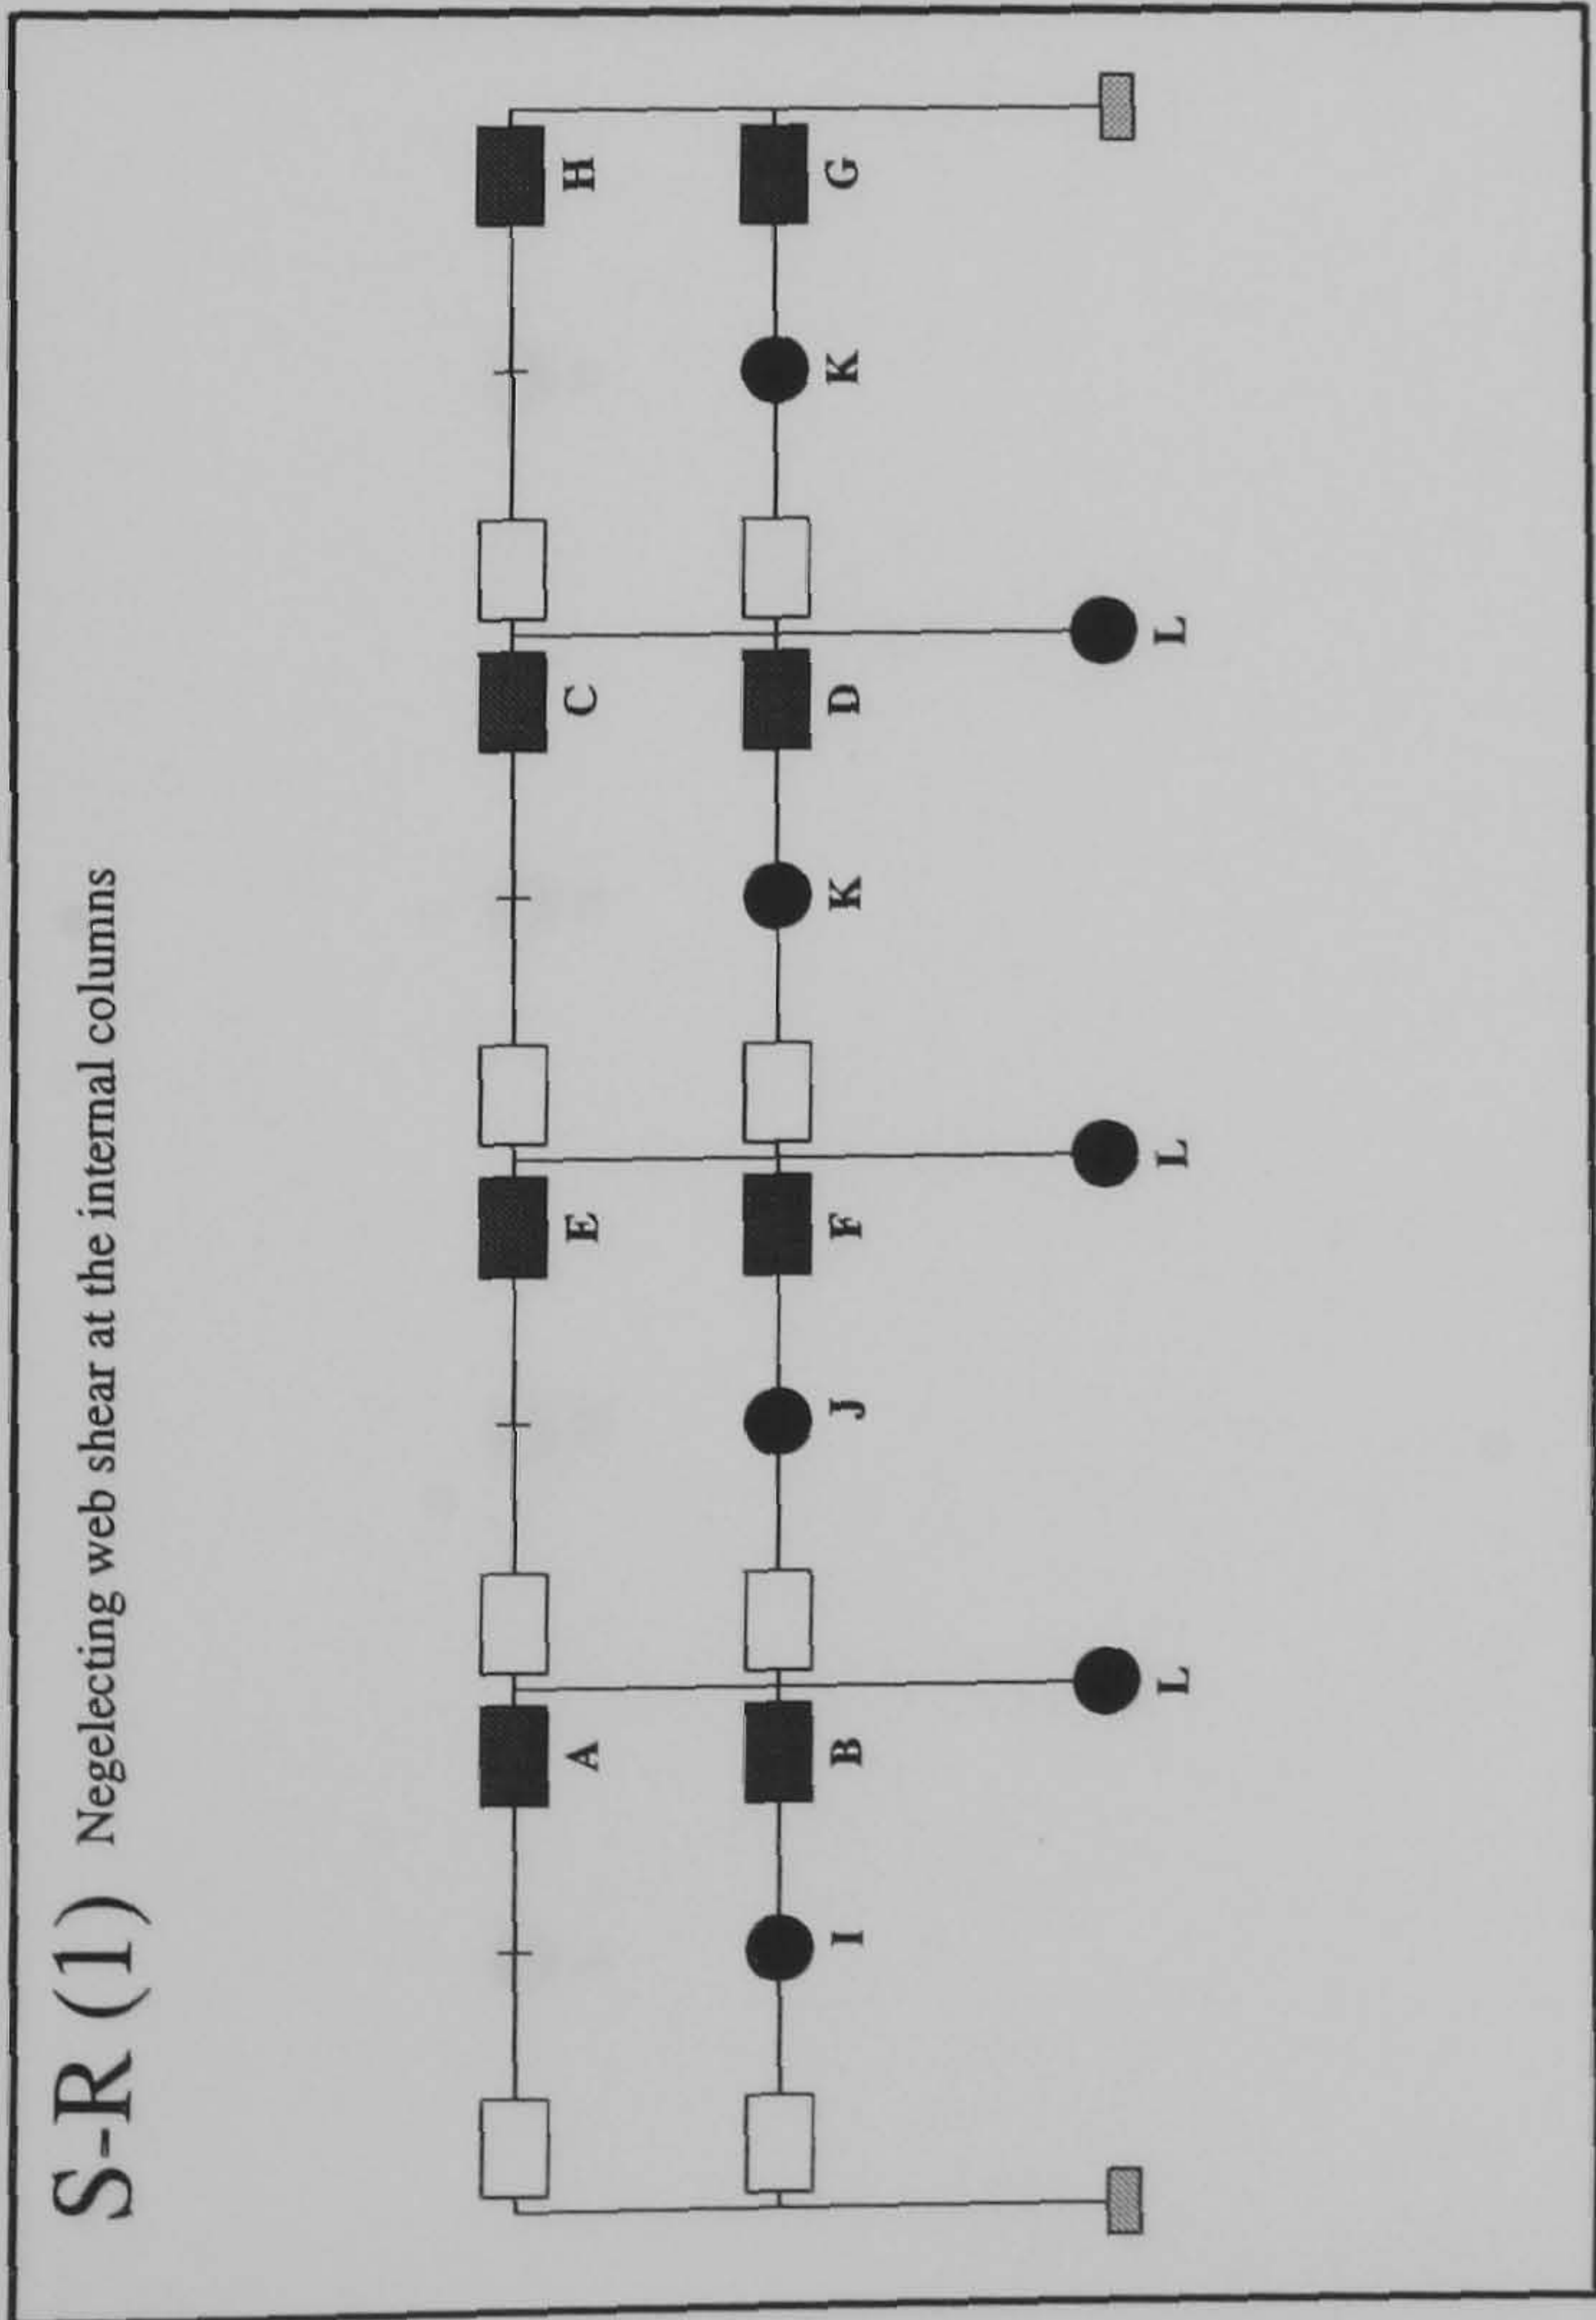 S-R (1) Negelecting web shear at the internal columns
A E C H
B F D G
I J K K
L L L